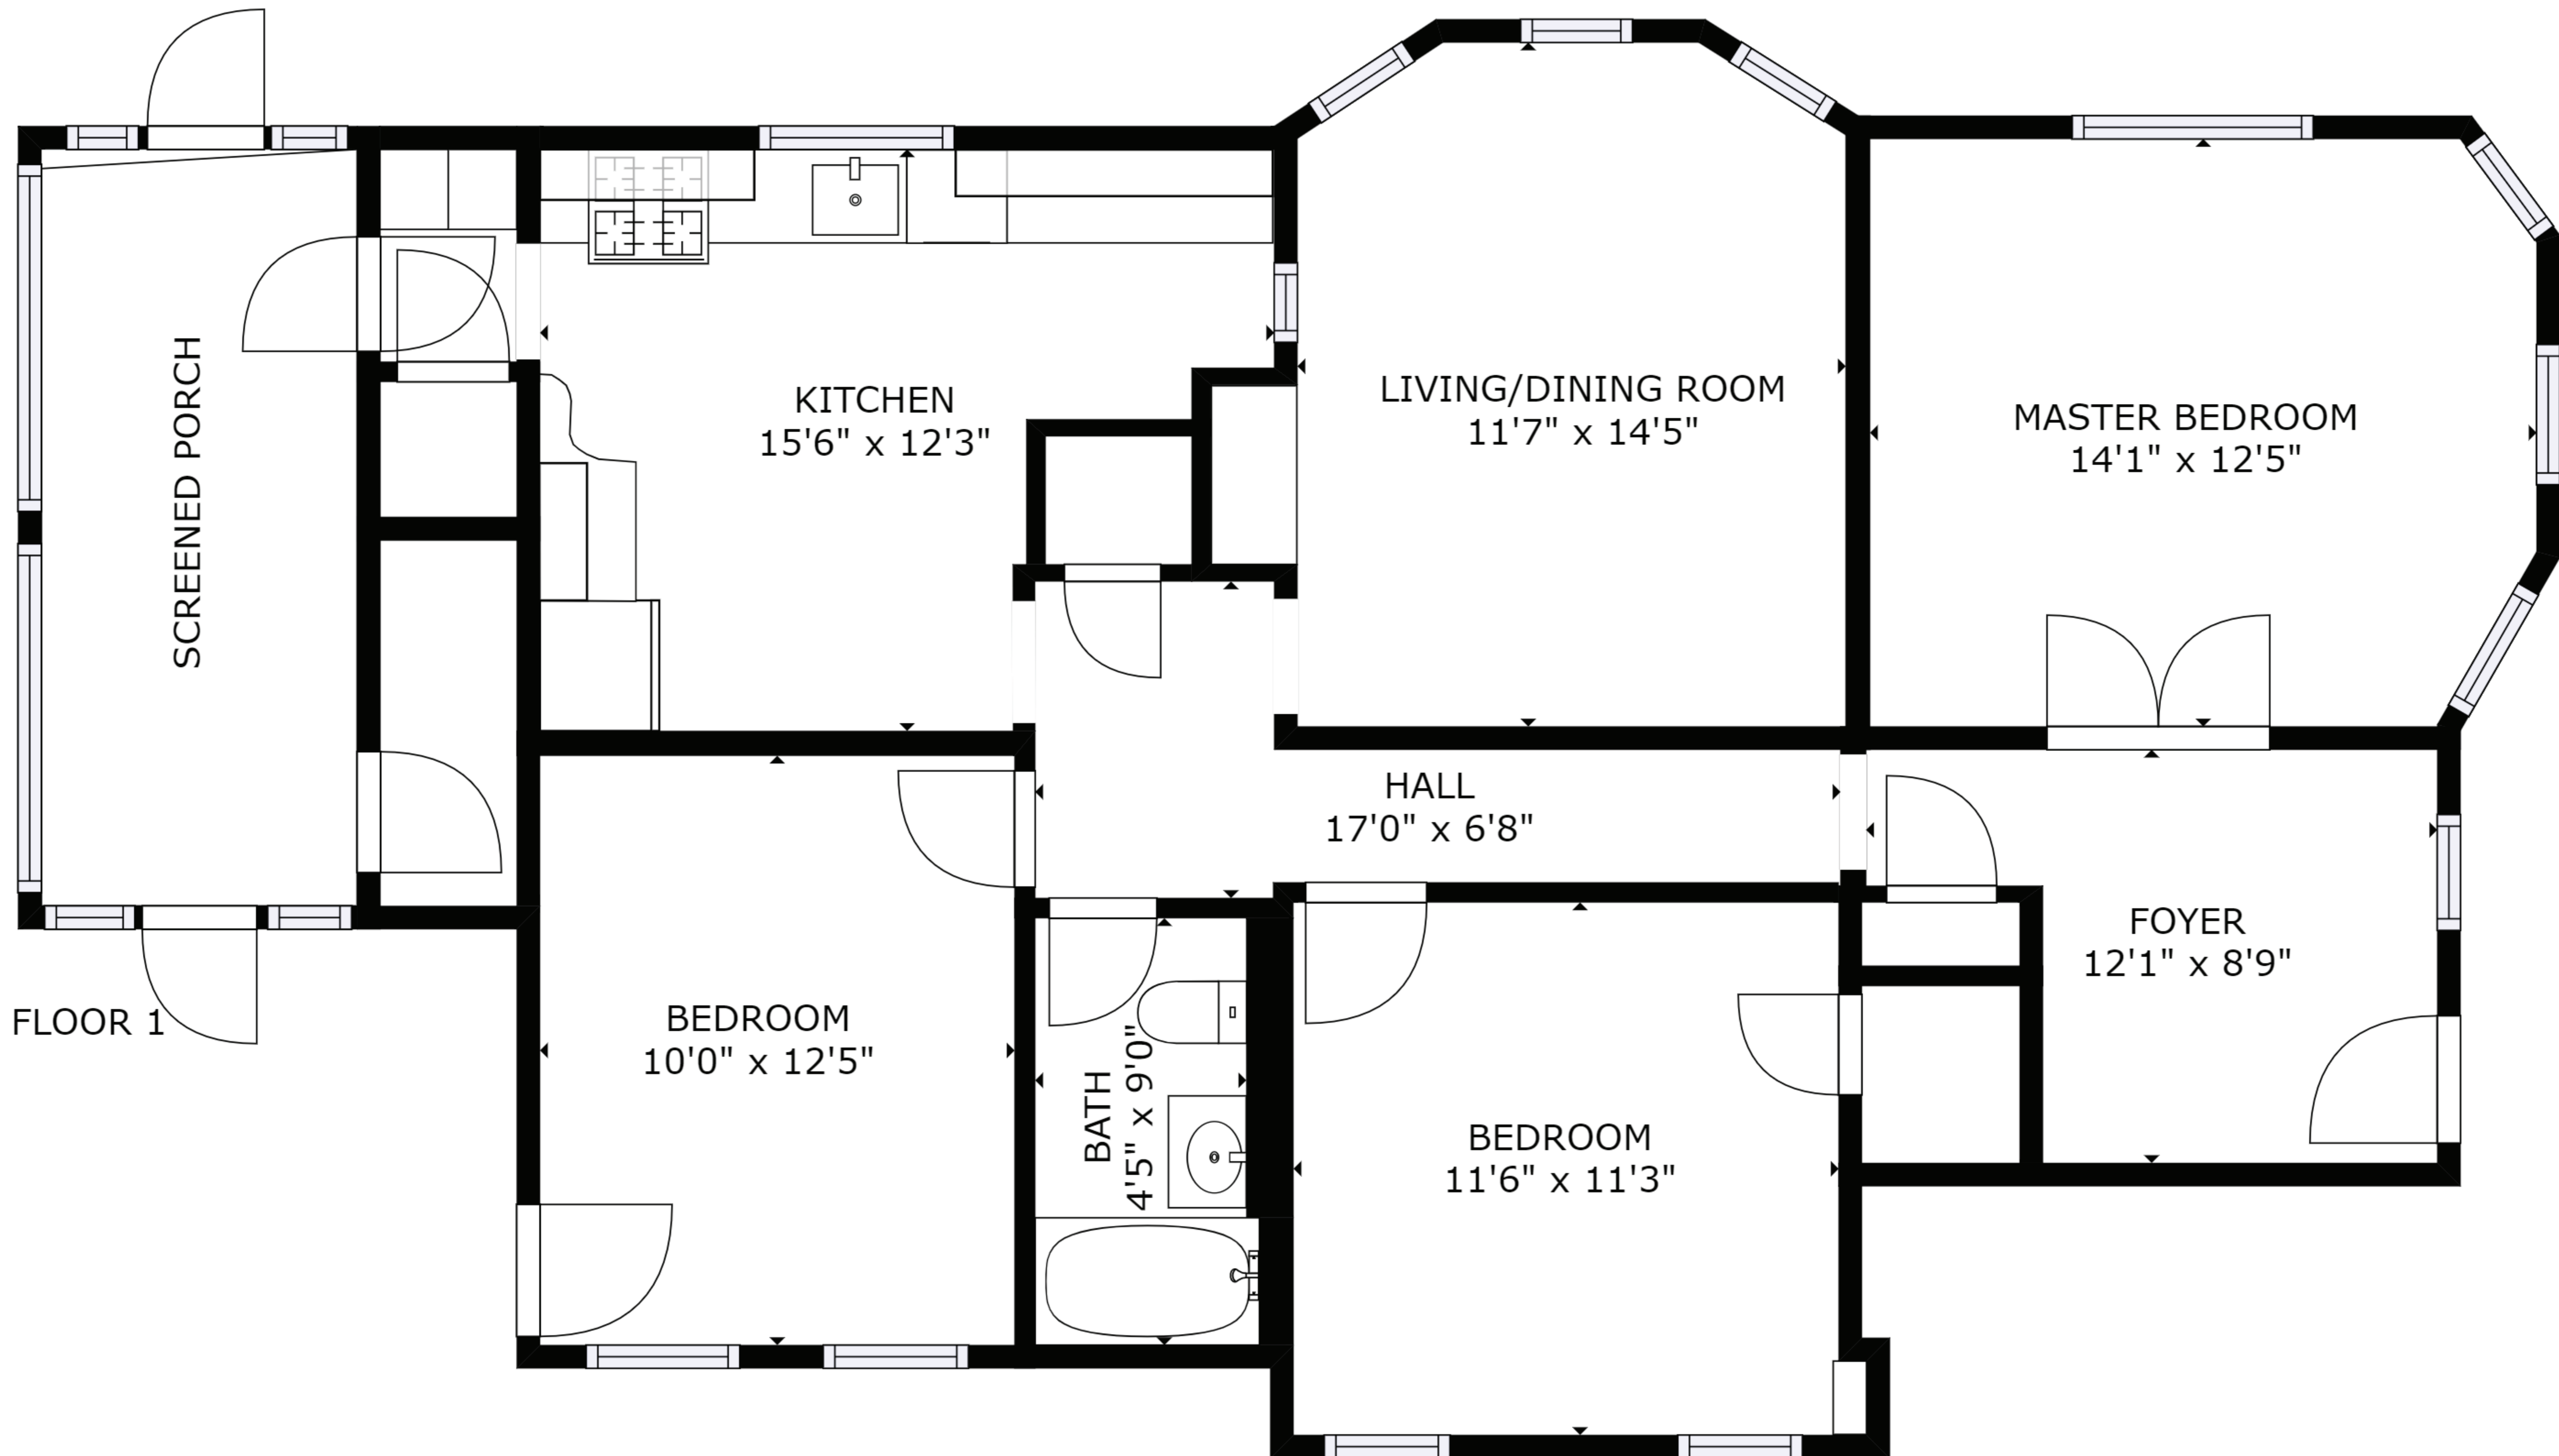 SCREENED PORCH
KITCHEN
15'6" x 12'3"
LIVING/DINING ROOM
11'7" x 14'5"
MASTER BEDROOM
14'1" x 12'5"
HALL
17'0" x 6'8"
FOYER
12'1" x 8'9"
FLOOR 1
BEDROOM
10'0" x 12'5"
BATH
4'5" x 9'0"
BEDROOM
11'6" x 11'3"